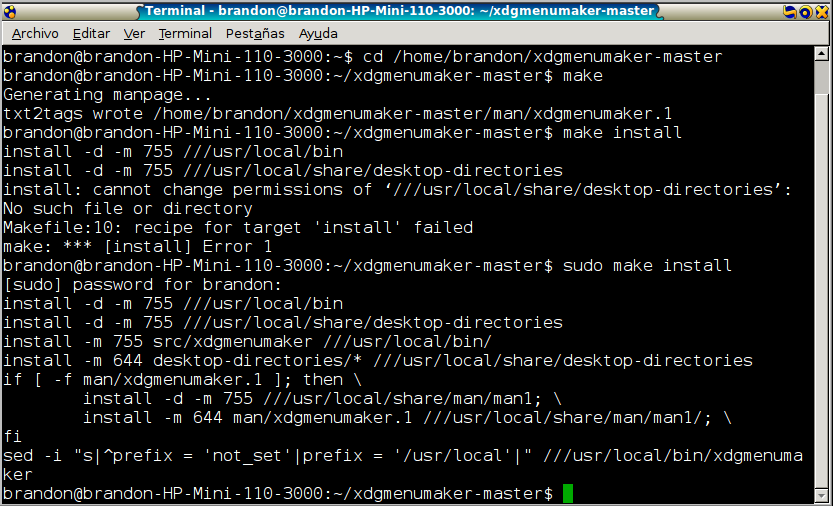 Terminal - brandon@brandon-HP-Mini-110-3000: ~/xdgmenumaker-master
Archivo Editar Ver Terminal Pestañas Ayuda
brandon@brandon-HP-Mini-110-3000:~$ cd /home/brandon/xdgmenumaker-master
brandon@brandon-HP-Mini-110-3000:~/xdgmenumaker-master$ make
Generating manpage...
txt2tags wrote /home/brandon/xdgmenumaker-master/man/xdgmenumaker.1
brandon@brandon-HP-Mini-110-3000:~/xdgmenumaker-master$ make install
install -d -m 755 ///usr/local/bin
install -d -m 755 ///usr/local/share/desktop-directories
install: cannot change permissions of ‘///usr/local/share/desktop-directories’:
No such file or directory
Makefile:10: recipe for target 'install' failed
make: *** [install] Error 1
brandon@brandon-HP-Mini-110-3000:~/xdgmenumaker-master$ sudo make install
[sudo] password for brandon:
install -d -m 755 ///usr/local/bin
install -d -m 755 ///usr/local/share/desktop-directories
install -m 755 src/xdgmenumaker ///usr/local/bin/
install -m 644 desktop-directories/* ///usr/local/share/desktop-directories
if [ -f man/xdgmenumaker.1 ]; then \
        install -d -m 755 ///usr/local/share/man/man1; \
        install -m 644 man/xdgmenumaker.1 ///usr/local/share/man/man1/; \
fi
sed -i "s|^prefix = 'not_set'|prefix = '/usr/local'|" ///usr/local/bin/xdgmenuma
ker
brandon@brandon-HP-Mini-110-3000:~/xdgmenumaker-master$